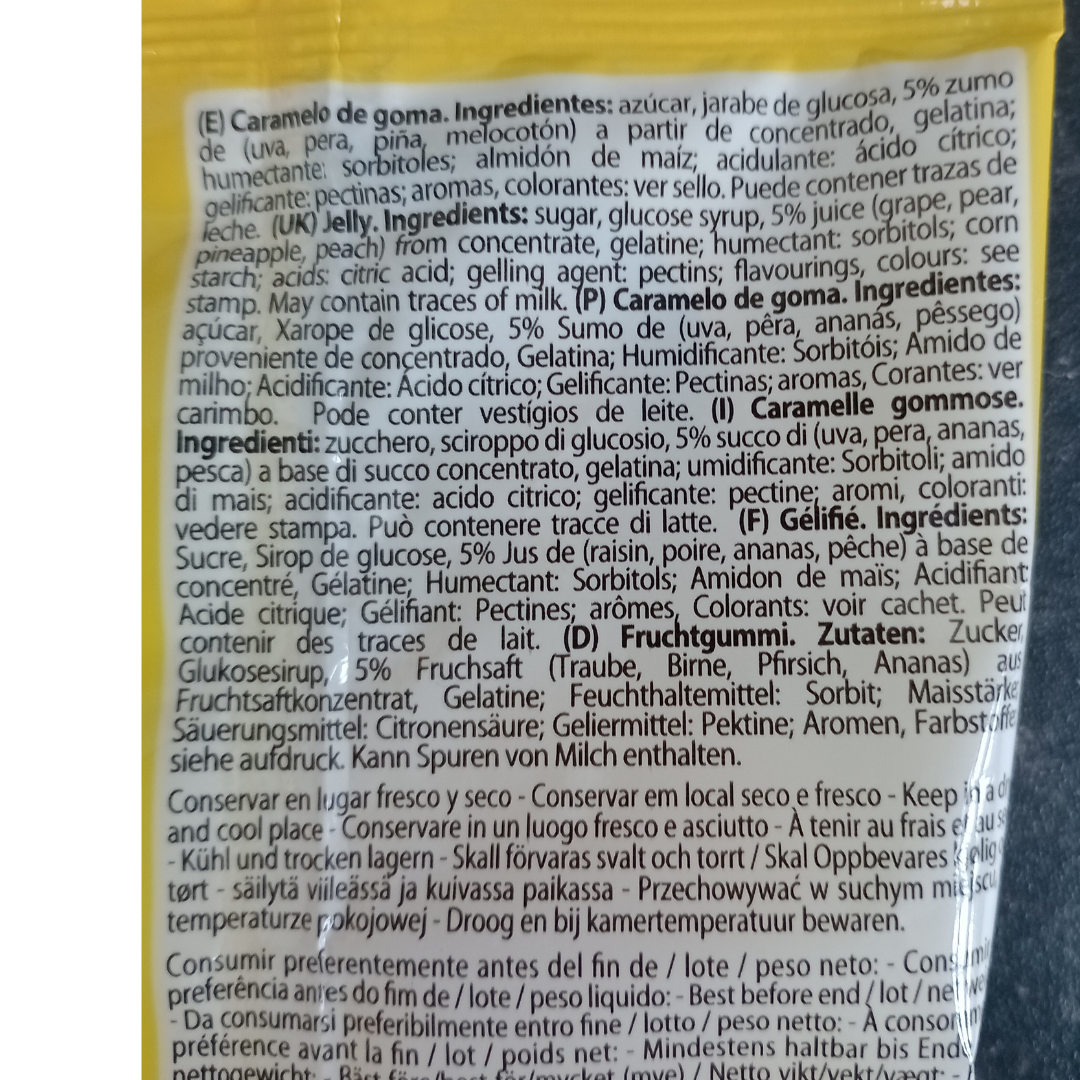 (E) Caramelo de goma. Ingredientes: azúcar, jarabe de glucosa, 5% zumo
de (uva, pera, piña, melocotón) a partir de concentrado, gelatina;
humectante: sorbitoles; almidón de maíz; acidulante: ácido cítrico;
gelificante: pectinas; aromas, colorantes: ver sello. Puede contener trazas de
leche. (UK) Jelly. Ingredients: sugar, glucose syrup, 5% juice (grape, pear,
pineapple, peach) from concentrate, gelatine; humectant: sorbitols; corn
starch; acids: citric acid; gelling agent: pectins; flavourings, colours: see
stamp. May contain traces of milk. (P) Caramelo de goma. Ingredientes:
açúcar, Xarope de glicose, 5% Sumo de (uva, pêra, ananás, pêssego)
proveniente de concentrado, Gelatina; Humidificante: Sorbitóis; Amido de
milho; Acidificante: Ácido cítrico; Gelificante: Pectinas; aromas, Corantes: ver
carimbo. Pode conter vestígios de leite. (I) Caramelle gommose.
Ingredienti: zucchero, sciroppo di glucosio, 5% succo di (uva, pera, ananas,
pesca) a base di succo concentrato, gelatina; umidificante: Sorbitoli; amido
di mais; acidificante: acido citrico; gelificante: pectine; aromi, coloranti:
vedere stampa. Può contenere tracce di latte. (F) Gélifié. Ingrédients:
Sucre, Sirop de glucose, 5% Jus de (raisin, poire, ananas, pêche) à base de
concentré, Gélatine; Humectant: Sorbitols; Amidon de maïs; Acidifiant:
Acide citrique; Gélifiant: Pectines; arômes, Colorants: voir cachet. Peut
contenir des traces de lait. (D) Fruchtgummi. Zutaten: Zucker,
Glukosesirup, 5% Fruchsaft (Traube, Birne, Pfirsich, Ananas) aus
Fruchtsaftkonzentrat, Gelatine; Feuchthaltemittel: Sorbit; Maisstärke
Säuerungsmittel: Citronensäure; Geliermittel: Pektine; Aromen, Farbstoffe
siehe aufdruck. Kann Spuren von Milch enthalten.
Conservar en lugar fresco y seco - Conservar em local seco e fresco - Keep in a
and cool place - Conservare in un luogo fresco e asciutto - À tenir au frais et au
- Kühl und trocken lagern - Skall förvaras svalt och torrt / Skal Oppbevares
tørt - säilytä viileässä ja kuivassa paikassa - Przechowywać w suchym miejscu
temperaturze pokojowej - Droog en bij kamertemperatuur bewaren.
Consumir preferentemente antes del fin de / lote / peso neto: -
preferência antes do fim de / lote / peso liquido: - Best before end / lot /
- Da consumarsi preferibilmente entro fine / lotto / peso netto: - À
préférence avant la fin / lot / poids net: - Mindestens haltbar bis Ende
nettogewicht: - Bäst (mye) / Netto vikt/vekt/vægt: -